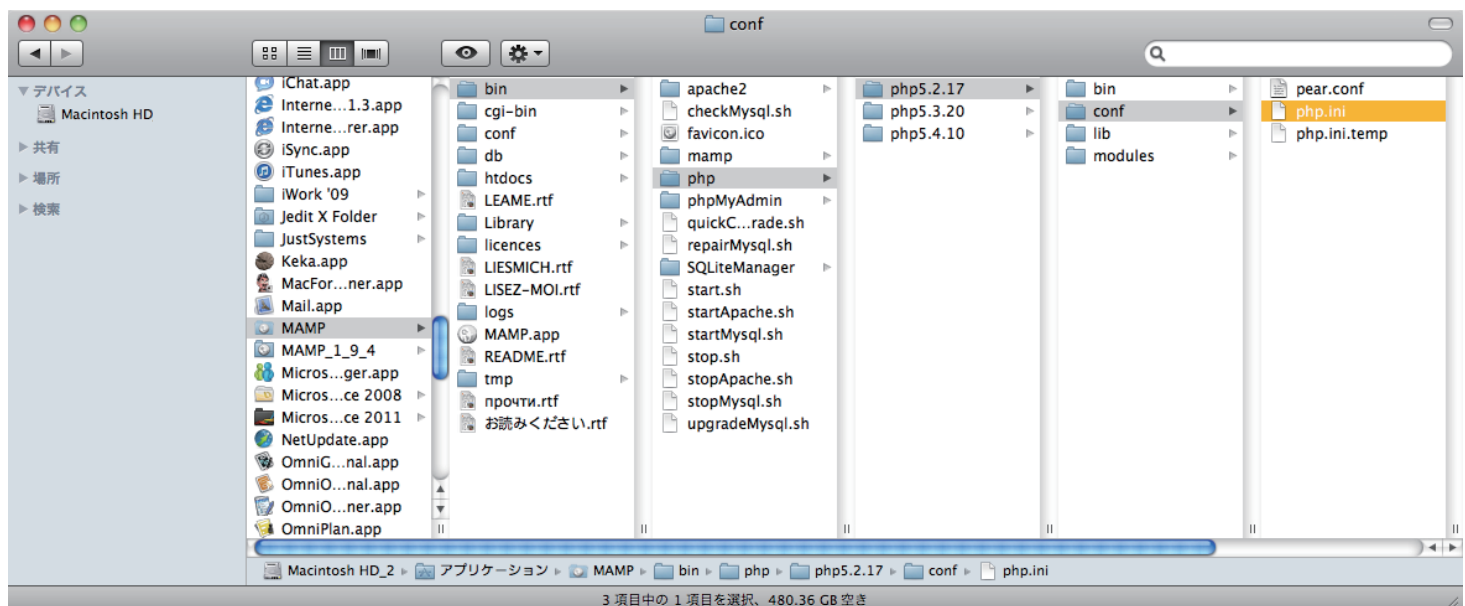 conf
デバイス
Macintosh HD
共有
場所
検索
iChat.app
Interne...1.3.app
Interne...rer.app
iSync.app
iTunes.app
iWork '09
Jedit X Folder
JustSystems
Keka.app
MacFor...ner.app
Mail.app
MAMP
MAMP_1_9_4
Micros...ger.app
Micros...ce 2008
Micros...ce 2011
NetUpdate.app
OmniG...nal.app
OmniO...nal.app
OmniO...ner.app
OmniPlan.app
bin
cgi-bin
conf
db
htdocs
LEAME.rtf
Library
licences
LIESMICH.rtf
LISEZ-MOI.rtf
logs
MAMP.app
README.rtf
tmp
прочти.rtf
お読みください.rtf
apache2
checkMysql.sh
favicon.ico
mamp
php
phpMyAdmin
quickC...rade.sh
repairMysql.sh
SQLiteManager
start.sh
startApache.sh
startMysql.sh
stop.sh
stopApache.sh
stopMysql.sh
upgradeMysql.sh
php5.2.17
php5.3.20
php5.4.10
bin
conf
lib
modules
pear.conf
php.ini
php.ini.temp
Macintosh HD_2 ▸ アプリケーション ▸ MAMP ▸ bin ▸ php ▸ php5.2.17 ▸ conf ▸ php.ini
3 項目中の 1 項目を選択、480.36 GB 空き